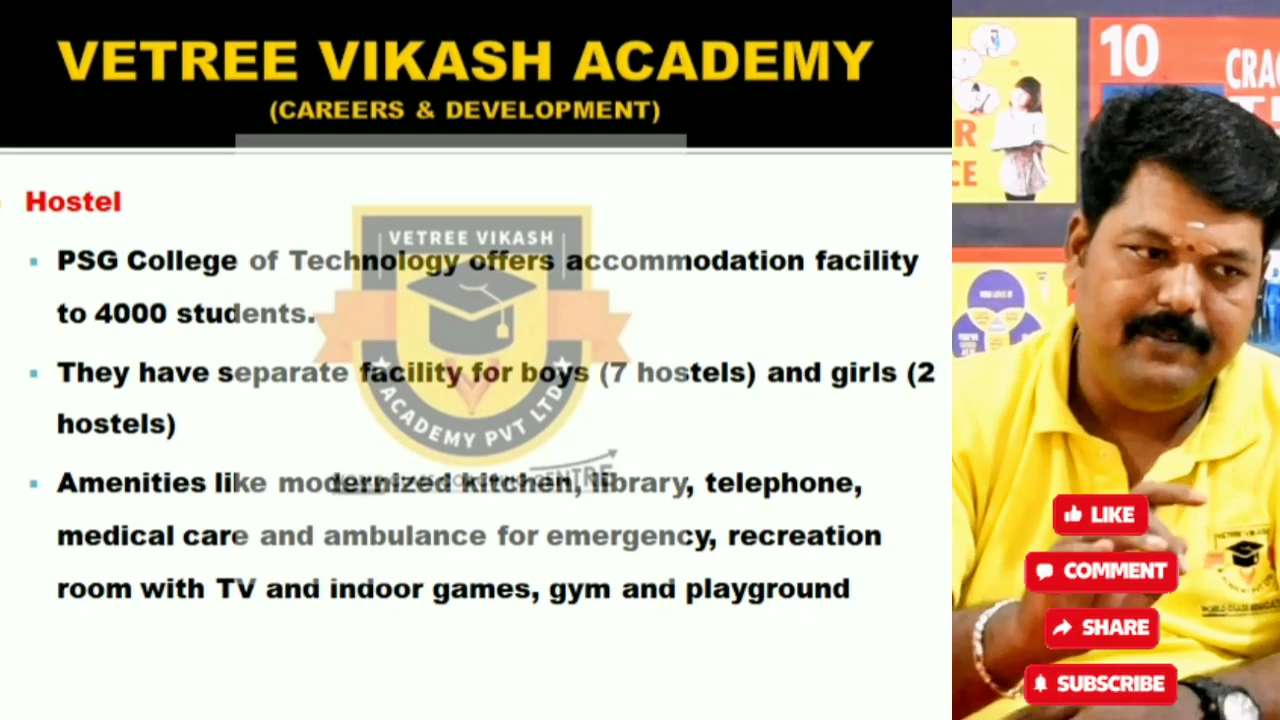 VETREE VIKASH ACADEMY
(CAREERS & DEVELOPMENT)
Hostel
PSG College of Technology offers accommodation facility
to 4000 students.
They have separate facility for boys (7 hostels) and girls (2
hostels)
Amenities like modernized kitchen, library, telephone,
medical care and ambulance for emergency, recreation
room with TV and indoor games, gym and playground
VETREE VIKASH
ACADEMY PVT LTD
10
LIKE
COMMENT
SHARE
SUBSCRIBE
VETREE VIKASH